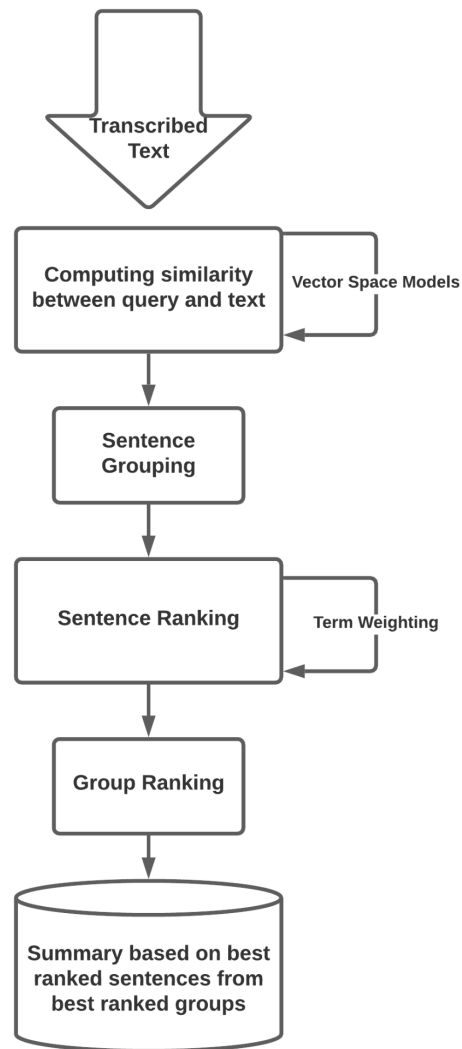 Transcribed
Text
Computing similarity
between query and text
Vector Space Models
Sentence
Grouping
Sentence Ranking
Term Weighting
Group Ranking
Summary based on best
ranked sentences from
best ranked groups